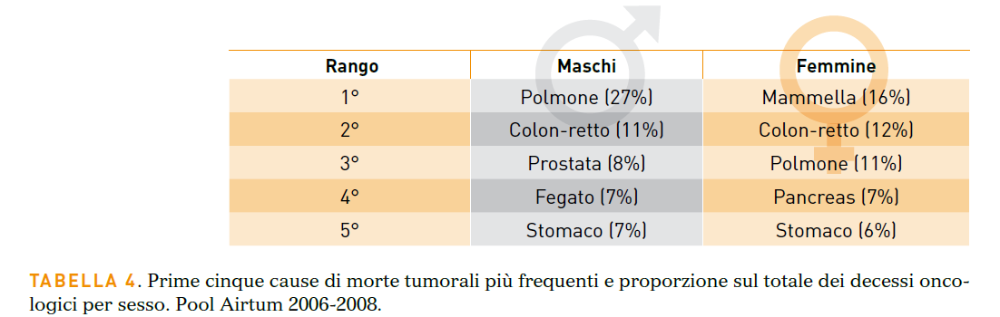 Rango Maschi Femmine
1° Polmone (27%) Mammella (16%)
2° Colon-retto (11%) Colon-retto (12%)
3° Prostata (8%) Polmone (11%)
4° Fegato (7%) Pancreas (7%)
5° Stomaco (7%) Stomaco (6%)
TABELLA 4. Prime cinque cause di morte tumorali più frequenti e proporzione sul totale dei decessi onco-
logici per sesso. Pool Airtum 2006-2008.